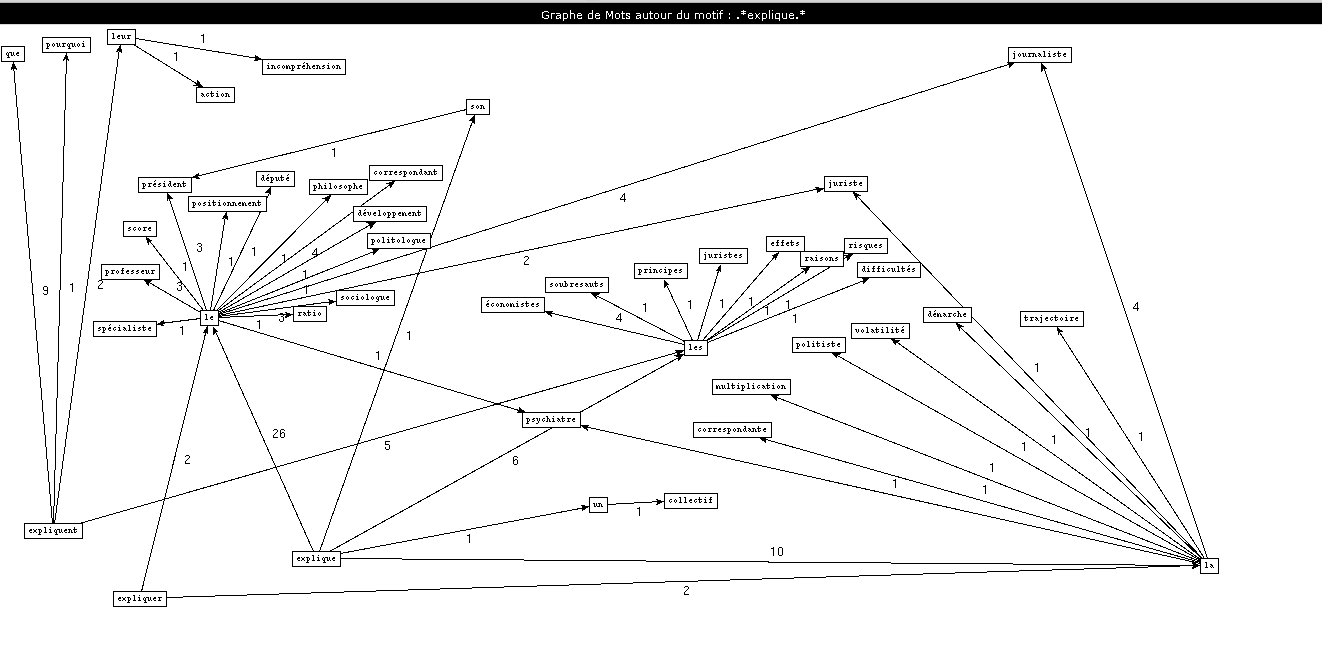 Graphe de Mots autour du motif : .*explique.*
leur
1
pourquoi
que
incompréhension
journaliste
1
action
son
1
président
député
correspondant
philosophe
juriste
positionnement
4
développement
score
politologue
3
1
1
1
4
2
effets
risques
raisons
juristes
professeur
1
principes
difficultés
9
1
2
3
1
1
soubresauts
sociologue
économistes
le
3
ratio
4
1
1
1
1
1
1
4
spécialiste
1
1
démarche
trajectoire
1
1
les
politiste
volatilité
1
multiplication
psychiatre
correspondante
26
5
1
1
1
1
2
6
1
1
1
un
1
collectif
expliquent
1
explique
10
la
expliquer
2